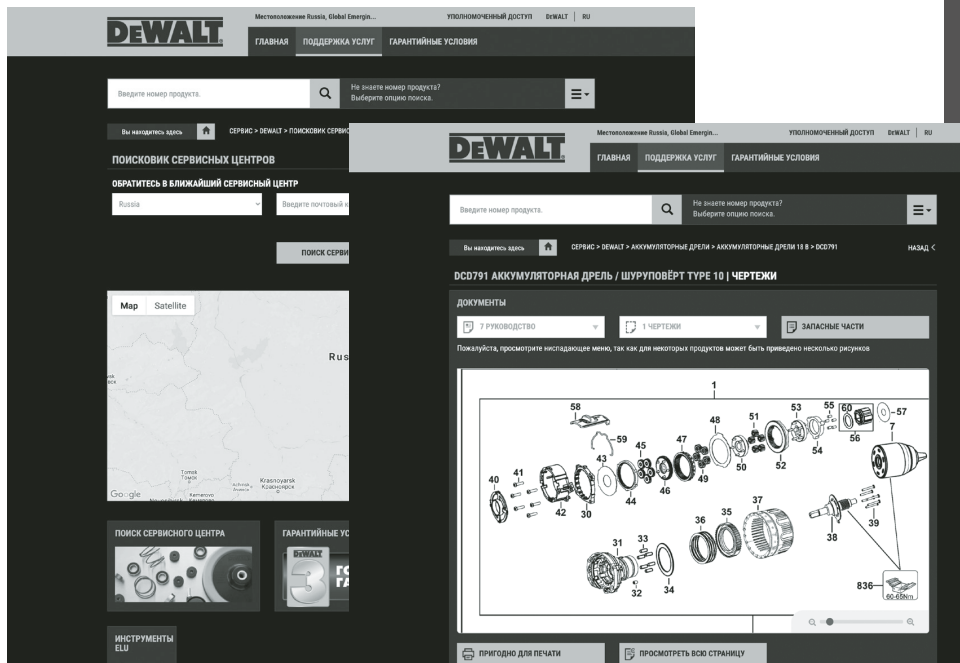 DEWALT
Местоположение Russia, Global Emergin...
УПОЛНОМОЧЕННЫЙ ДОСТУП DEWALT RU
ГЛАВНАЯ ПОДДЕРЖКА УСЛУГ ГАРАНТИЙНЫЕ УСЛОВИЯ
Введите номер продукта.
Не знаете номер продукта?
Выберите опцию поиска.
Вы находитесь здесь
СЕРВИС > DEWALT > ПОИСКОВИК СЕРВИС
ПОИСКОВИК СЕРВИСНЫХ ЦЕНТРОВ
ОБРАТИТЕСЬ В БЛИЖАЙШИЙ СЕРВИСНЫЙ ЦЕНТР
Russia
Введите почтовый к
ПОИСК СЕРВИ
Map Satellite
Rus
Tomsk
Томск
Achinsk
Krasnoyarsk
Красноярск
Kemerovo
Google
ПОИСК СЕРВИСНОГО ЦЕНТРА
ГАРАНТИЙНЫЕ УС
DEWALT
3
ГО
ГА
ИНСТРУМЕНТЫ
ELU
DEWALT
Местоположение Russia, Global Emergin...
УПОЛНОМОЧЕННЫЙ ДОСТУП DEWALT RU
ГЛАВНАЯ ПОДДЕРЖКА УСЛУГ ГАРАНТИЙНЫЕ УСЛОВИЯ
Введите номер продукта.
Не знаете номер продукта?
Выберите опцию поиска.
Вы находитесь здесь
СЕРВИС > DEWALT > АККУМУЛЯТОРНЫЕ ДРЕЛИ > АККУМУЛЯТОРНЫЕ ДРЕЛИ 18 В > DCD791
НАЗАД <
DCD791 АККУМУЛЯТОРНАЯ ДРЕЛЬ / ШУРУПОВЁРТ TYPE 10 | ЧЕРТЕЖИ
ДОКУМЕНТЫ
7 РУКОВОДСТВО
1 ЧЕРТЕЖИ
ЗАПАСНЫЕ ЧАСТИ
Пожалуйста, просмотрите ниспадающее меню, так как для некоторых продуктов может быть приведено несколько рисунков
1
58
59
48
51
53
55
60
57
7
56
54
52
50
49
47
45
43
46
44
41
40
42
30
37
35
36
33
31
34
32
38
39
836
60-65Nm
ПРИГОДНО ДЛЯ ПЕЧАТИ
ПРОСМОТРЕТЬ ВСЮ СТРАНИЦУ